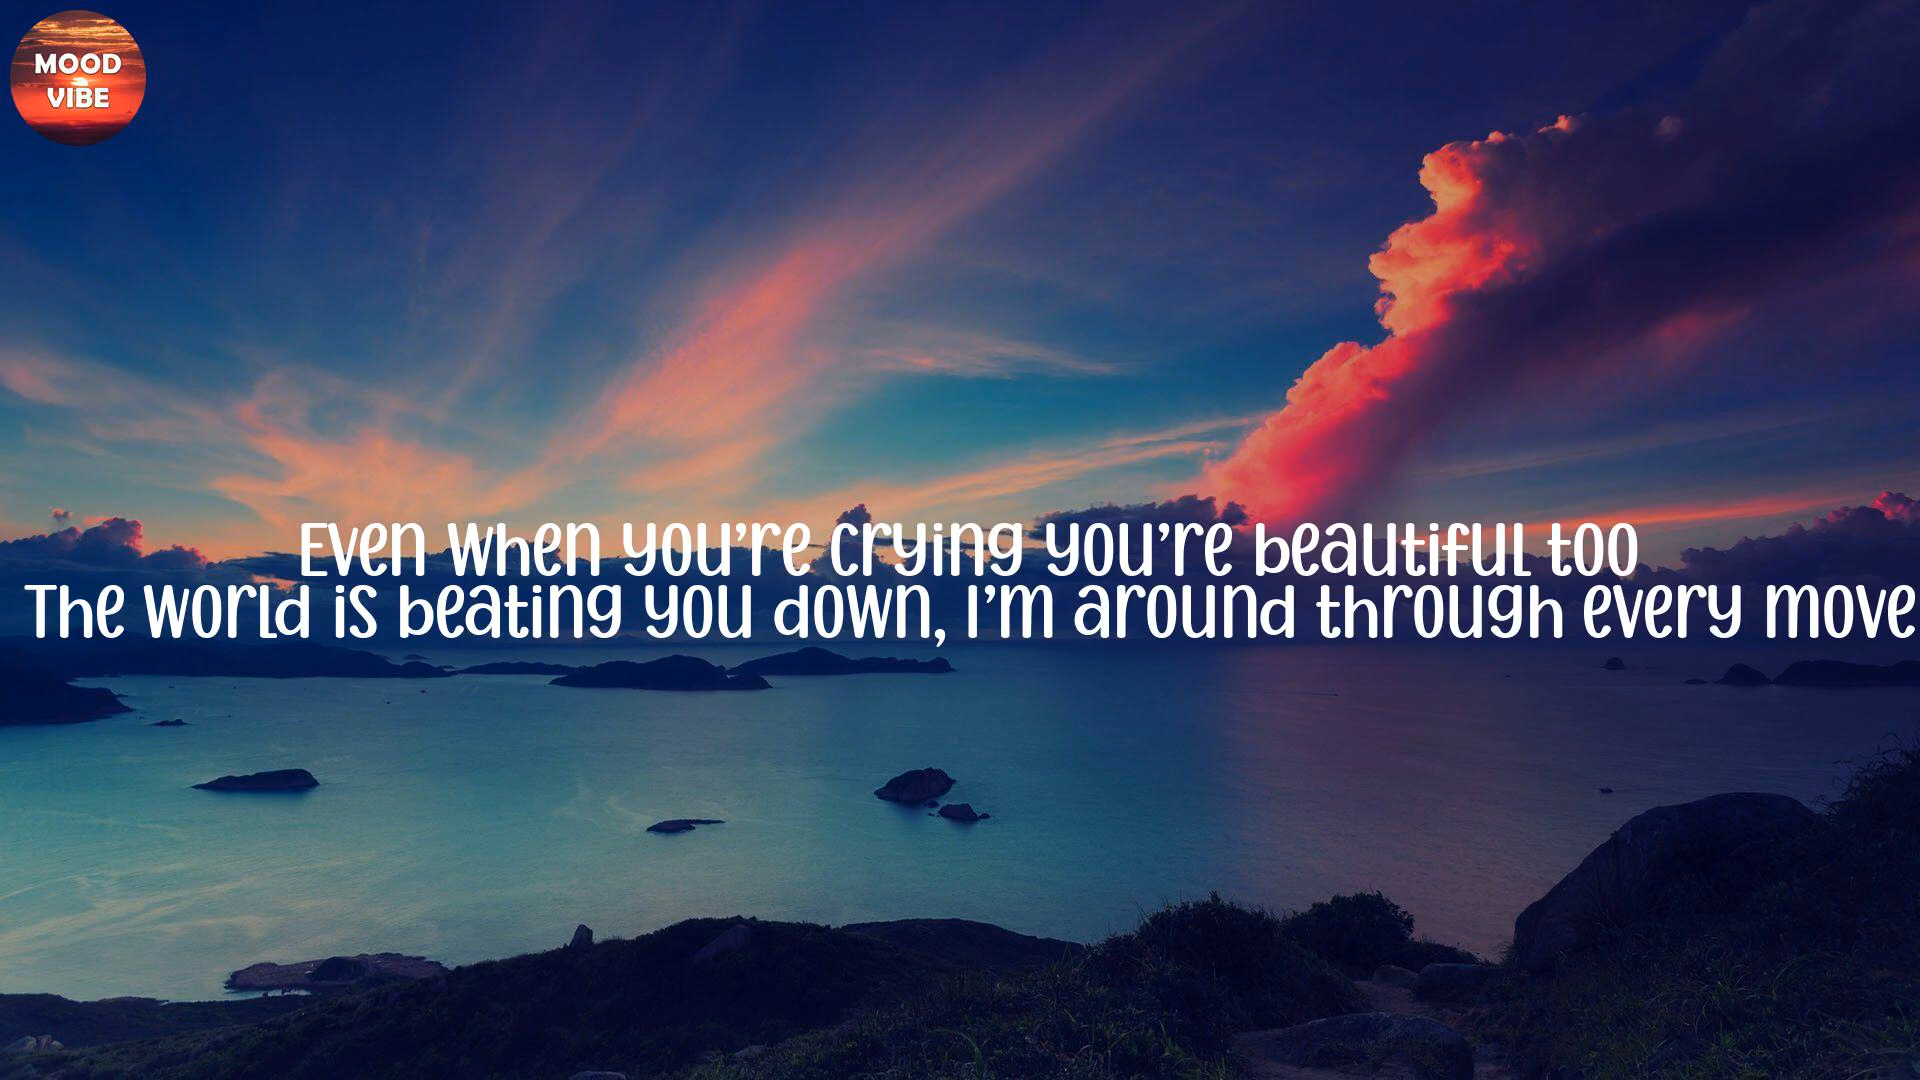 MOOD
VIBE
Even when you're crying you're beautiful too
The world is beating you down, I'm around through every move